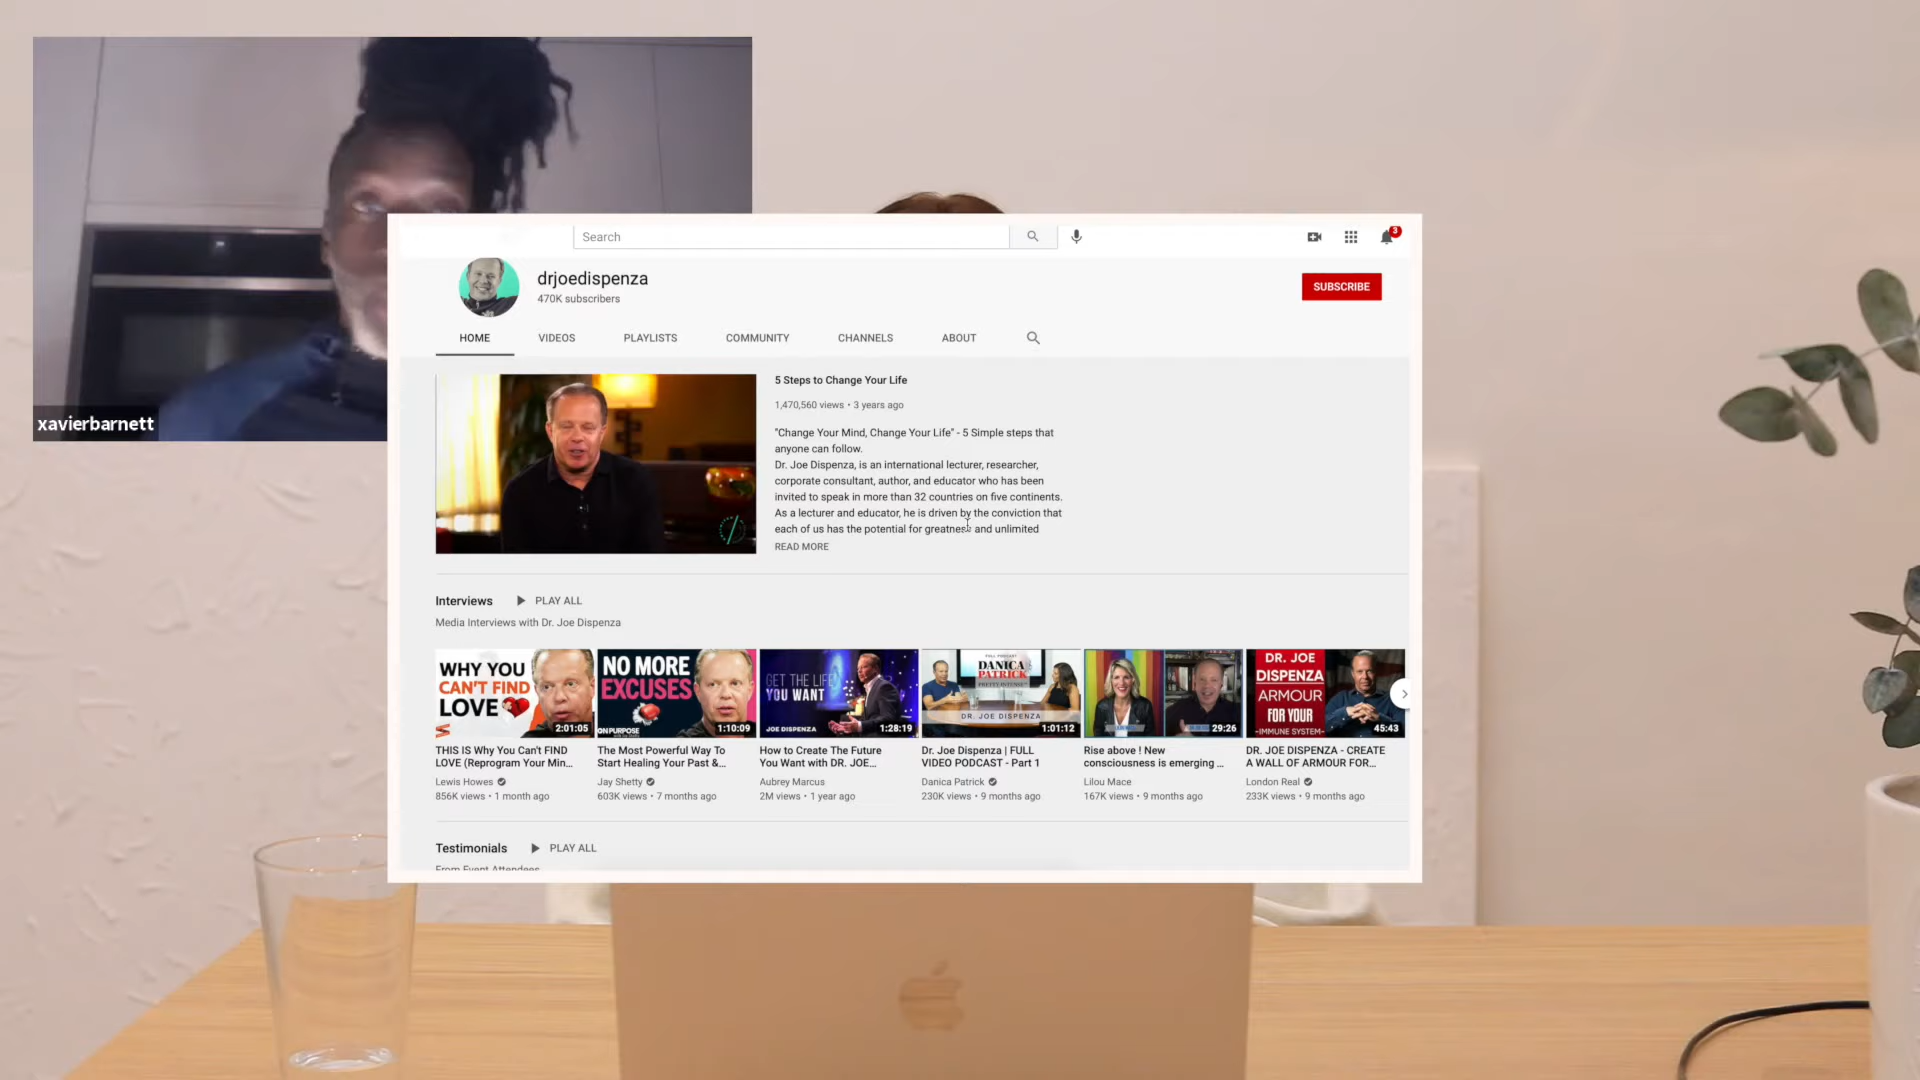 xavierbarnett
Search
3
drjoedispenza
470K subscribers
SUBSCRIBE
HOME
VIDEOS
PLAYLISTS
COMMUNITY
CHANNELS
ABOUT
5 Steps to Change Your Life
1,470,560 views • 3 years ago
"Change Your Mind, Change Your Life" - 5 Simple steps that
anyone can follow.
Dr. Joe Dispenza, is an international lecturer, researcher,
corporate consultant, author, and educator who has been
invited to speak in more than 32 countries on five continents.
As a lecturer and educator, he is driven by the conviction that
each of us has the potential for greatness and unlimited
READ MORE
Interviews
PLAY ALL
Media Interviews with Dr. Joe Dispenza
WHY YOU
CAN'T FIND
LOVE
2:01:05
THIS IS Why You Can't FIND
LOVE (Reprogram Your Min...
Lewis Howes
856K views • 1 month ago
NO MORE
EXCUSES
ON PURPOSE
1:10:09
The Most Powerful Way To
Start Healing Your Past &...
Jay Shetty
603K views • 7 months ago
GET THE LIFE
YOU WANT
JOE DISPENZA
1:28:19
How to Create The Future
You Want with DR. JOE...
Aubrey Marcus
2M views • 1 year ago
FULL PODCAST
DANICA
PATRICK
PRETTY INTENSE
DR. JOE DISPENZA
1:01:12
Dr. Joe Dispenza | FULL
VIDEO PODCAST - Part 1
Danica Patrick
230K views • 9 months ago
29:26
Rise above ! New
consciousness is emerging ...
Lilou Mace
167K views • 9 months ago
DR. JOE
DISPENZA
ARMOUR
FOR YOUR
-IMMUNE SYSTEM-
45:43
DR. JOE DISPENZA - CREATE
A WALL OF ARMOUR FOR...
London Real
233K views • 9 months ago
Testimonials
PLAY ALL
From Event Attendees